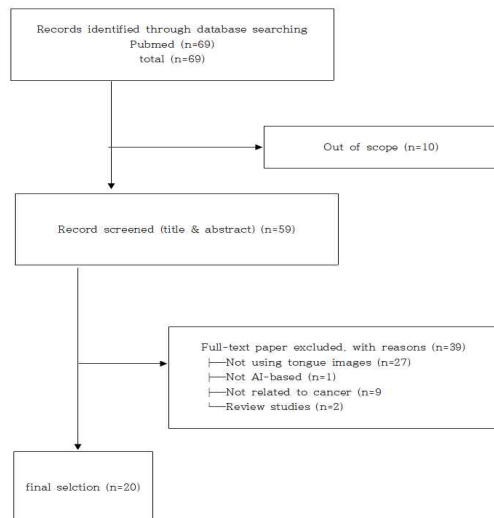 Records identified through database searching
Pubmed (n=69)
total (n=69)
Out of scope (n=10)
Record screened (title & abstract) (n=59)
Full-text paper excluded, with reasons (n=39)
Not using tongue images (n=27)
Not AI-based (n=1)
Not related to cancer (n=9
Review studies (n=2)
final selction (n=20)